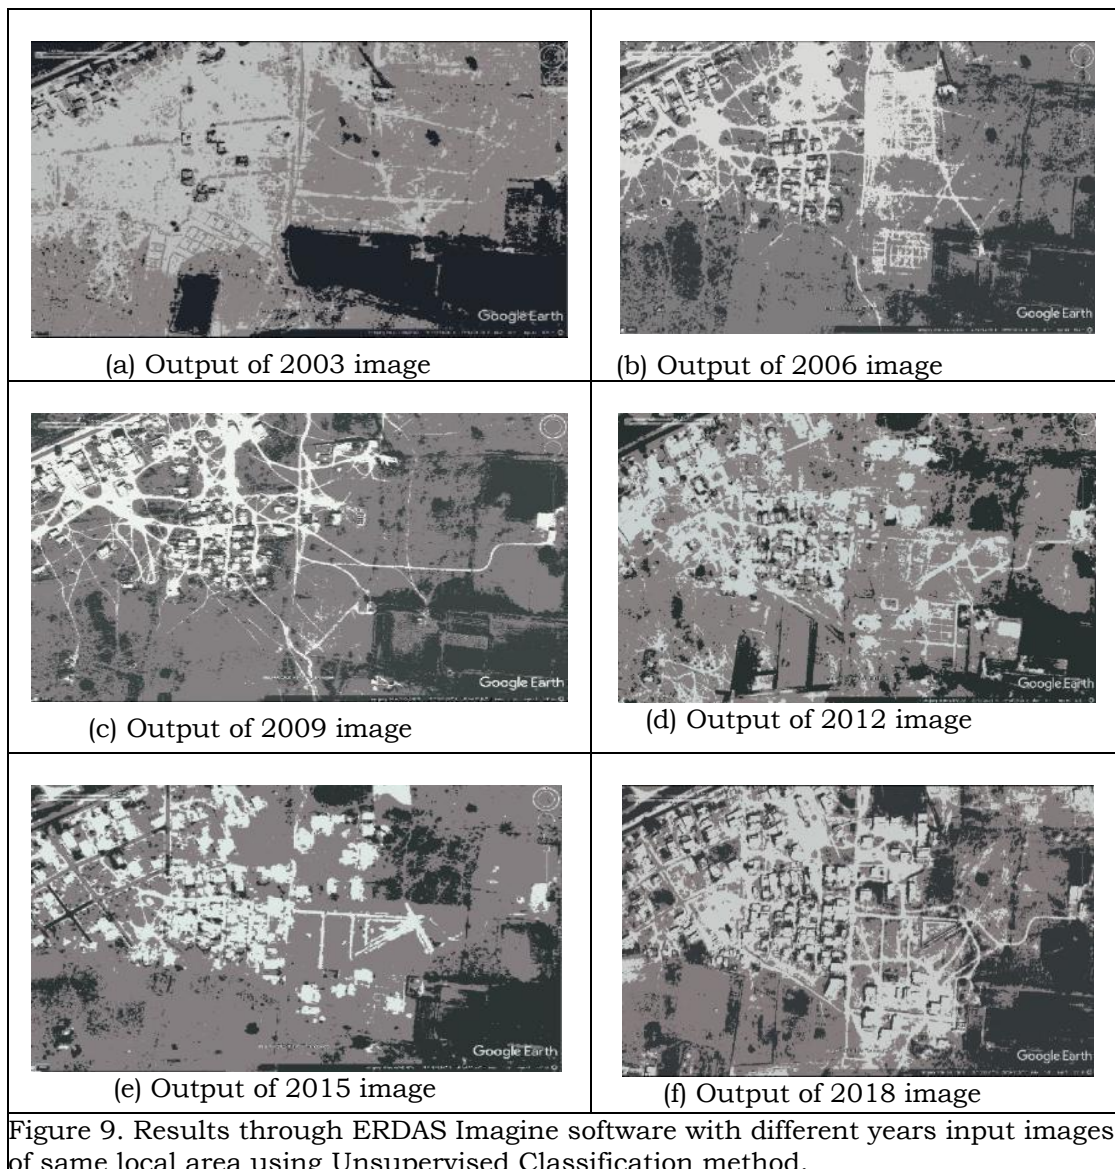 Google Earth
Google Earth
(a) Output of 2003 image
(b) Output of 2006 image
Google Earth
Google Earth
(c) Output of 2009 image
(d) Output of 2012 image
Google Earth
Google Earth
(e) Output of 2015 image
(f) Output of 2018 image
Figure 9. Results through ERDAS Imagine software with different years input images
of same local area using Unsupervised Classification method.